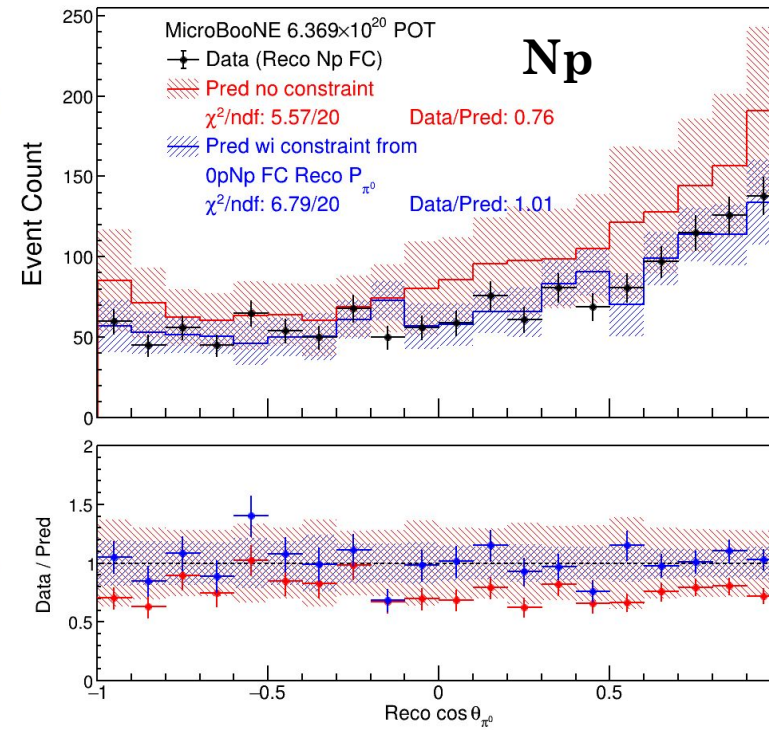 MicroBooNE 6.369×10²⁰ POT
Np
Data (Reco Np FC)
Pred no constraint
χ²/ndf: 5.57/20 Data/Pred: 0.76
Pred wi constraint from
0pNp FC Reco P_π⁰
χ²/ndf: 6.79/20 Data/Pred: 1.01
Event Count
250
200
150
100
50
0
Data / Pred
2
1.5
1
0.5
0
−1 −0.5 0 0.5
Reco cos θ_π⁰